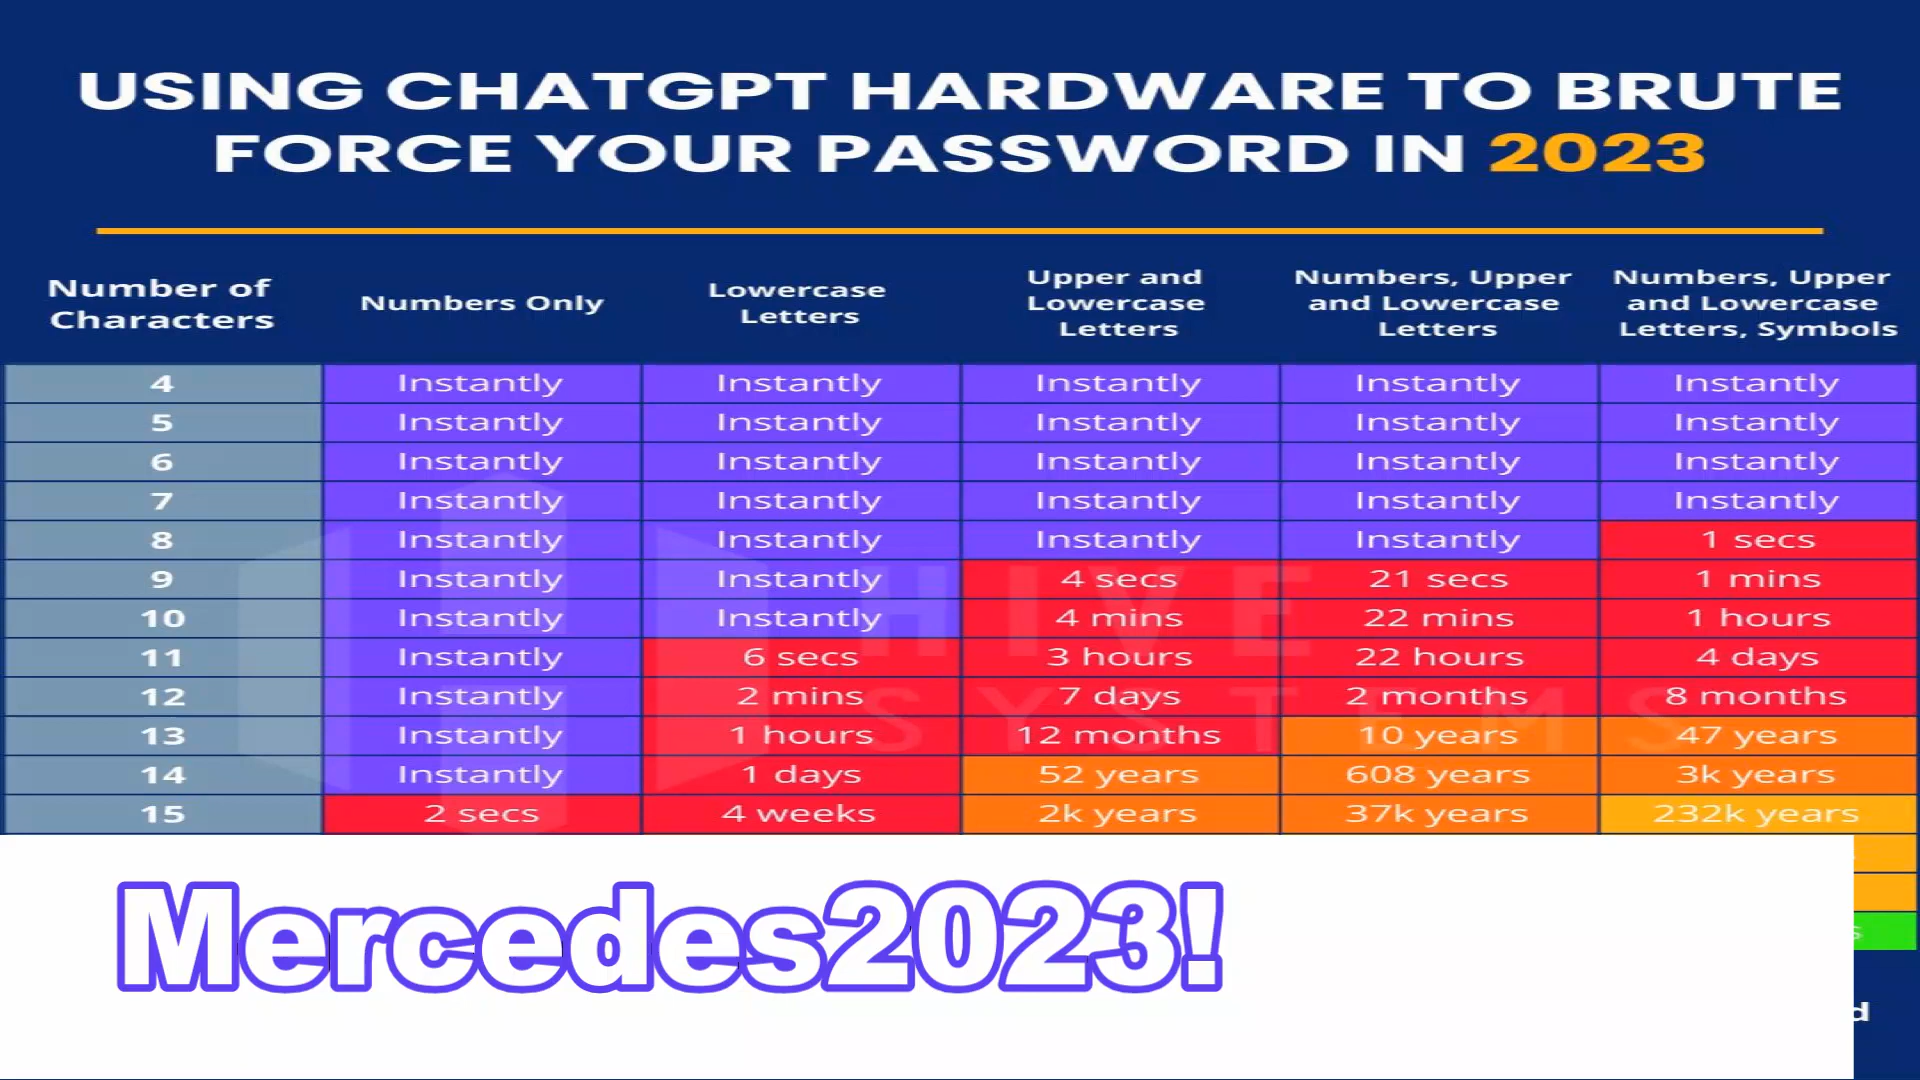 USING CHATGPT HARDWARE TO BRUTE
FORCE YOUR PASSWORD IN 2023
Number of Characters Numbers Only Lowercase Letters Upper and Lowercase Letters Numbers, Upper and Lowercase Letters Numbers, Upper and Lowercase Letters, Symbols
4 Instantly Instantly Instantly Instantly Instantly
5 Instantly Instantly Instantly Instantly Instantly
6 Instantly Instantly Instantly Instantly Instantly
7 Instantly Instantly Instantly Instantly Instantly
8 Instantly Instantly Instantly Instantly 1 secs
9 Instantly Instantly 4 secs 21 secs 1 mins
10 Instantly Instantly 4 mins 22 mins 1 hours
11 Instantly 6 secs 3 hours 22 hours 4 days
12 Instantly 2 mins 7 days 2 months 8 months
13 Instantly 1 hours 12 months 10 years 47 years
14 Instantly 1 days 52 years 608 years 3k years
15 2 secs 4 weeks 2k years 37k years 232k years
HIVE
SYSTEMS
Mercedes2023!